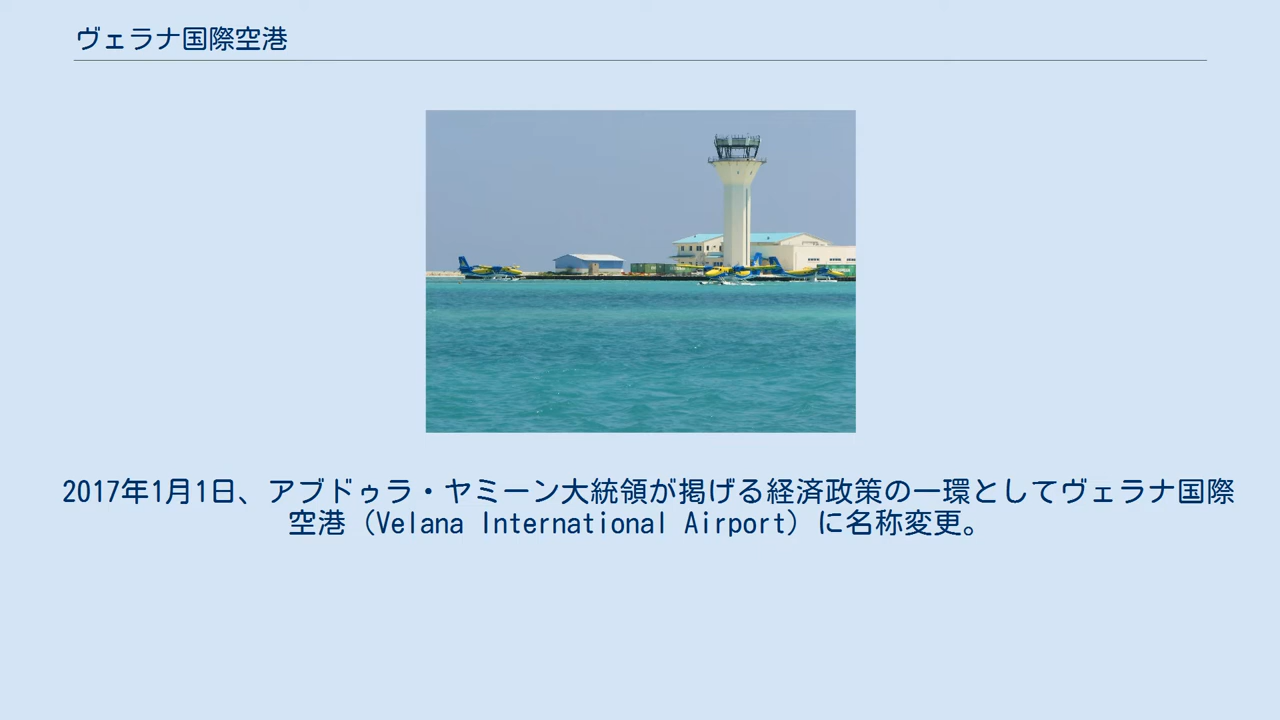 ヴェラナ国際空港
2017年1月1日、アブドゥラ・ヤミーン大統領が掲げる経済政策の一環としてヴェラナ国際
空港（Velana International Airport）に名称変更。